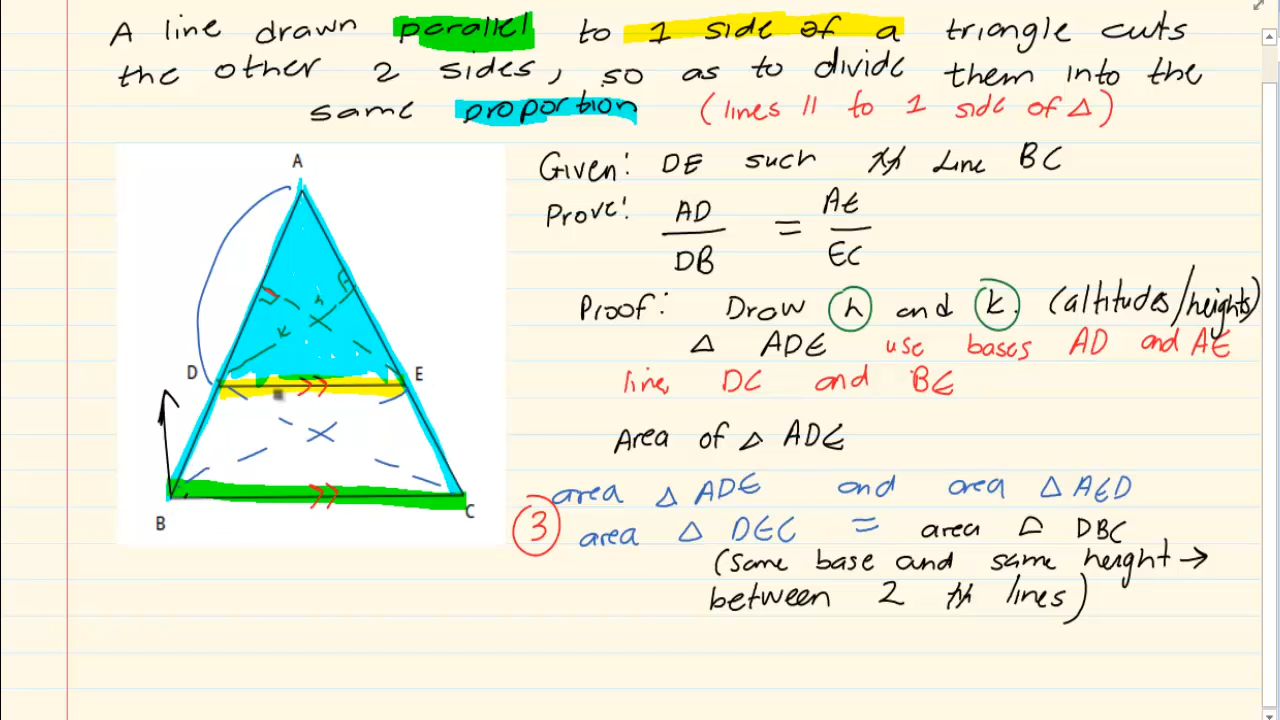 A line drawn parallel to 1 side of a triangle cuts
the other 2 sides, so as to divide them into the
same proportion (lines || to 1 side of Δ)
Given: DE such // Line BC
Prove: AD/DB = AE/EC
Proof: Draw h and k. (altitudes/heights)
Δ ADE use bases AD and AE
line, DC and BE
Area of Δ ADE
area Δ ADE and area Δ AED
3 area Δ DEC = area Δ DBC
(same base and same height →
between 2 // lines)
A
h
k
D
E
B
C